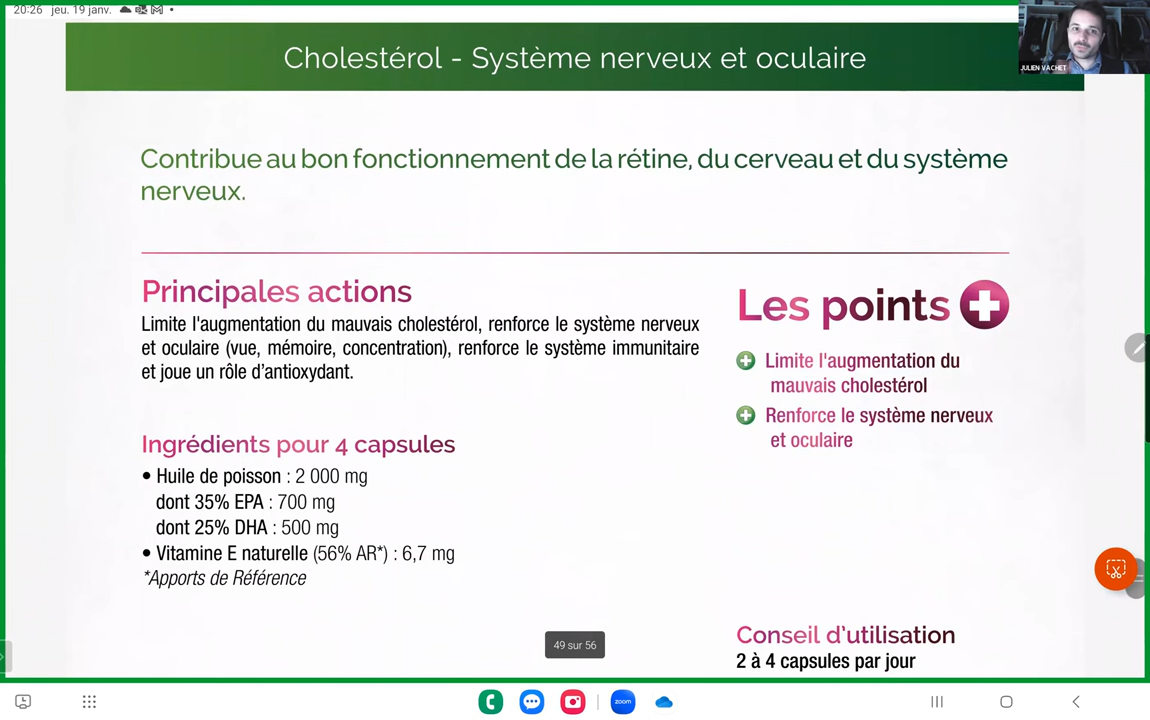 20:26 jeu. 19 janv.
JULIEN VACHET
Cholestérol - Système nerveux et oculaire
Contribue au bon fonctionnement de la rétine, du cerveau et du système
nerveux.
Principales actions
Limite l'augmentation du mauvais cholestérol, renforce le système nerveux
et oculaire (vue, mémoire, concentration), renforce le système immunitaire
et joue un rôle d'antioxydant.
Ingrédients pour 4 capsules
• Huile de poisson : 2 000 mg
dont 35% EPA : 700 mg
dont 25% DHA : 500 mg
• Vitamine E naturelle (56% AR*) : 6,7 mg
*Apports de Référence
Les points
Limite l'augmentation du
mauvais cholestérol
Renforce le système nerveux
et oculaire
Conseil d'utilisation
2 à 4 capsules par jour
49 sur 56
zoom